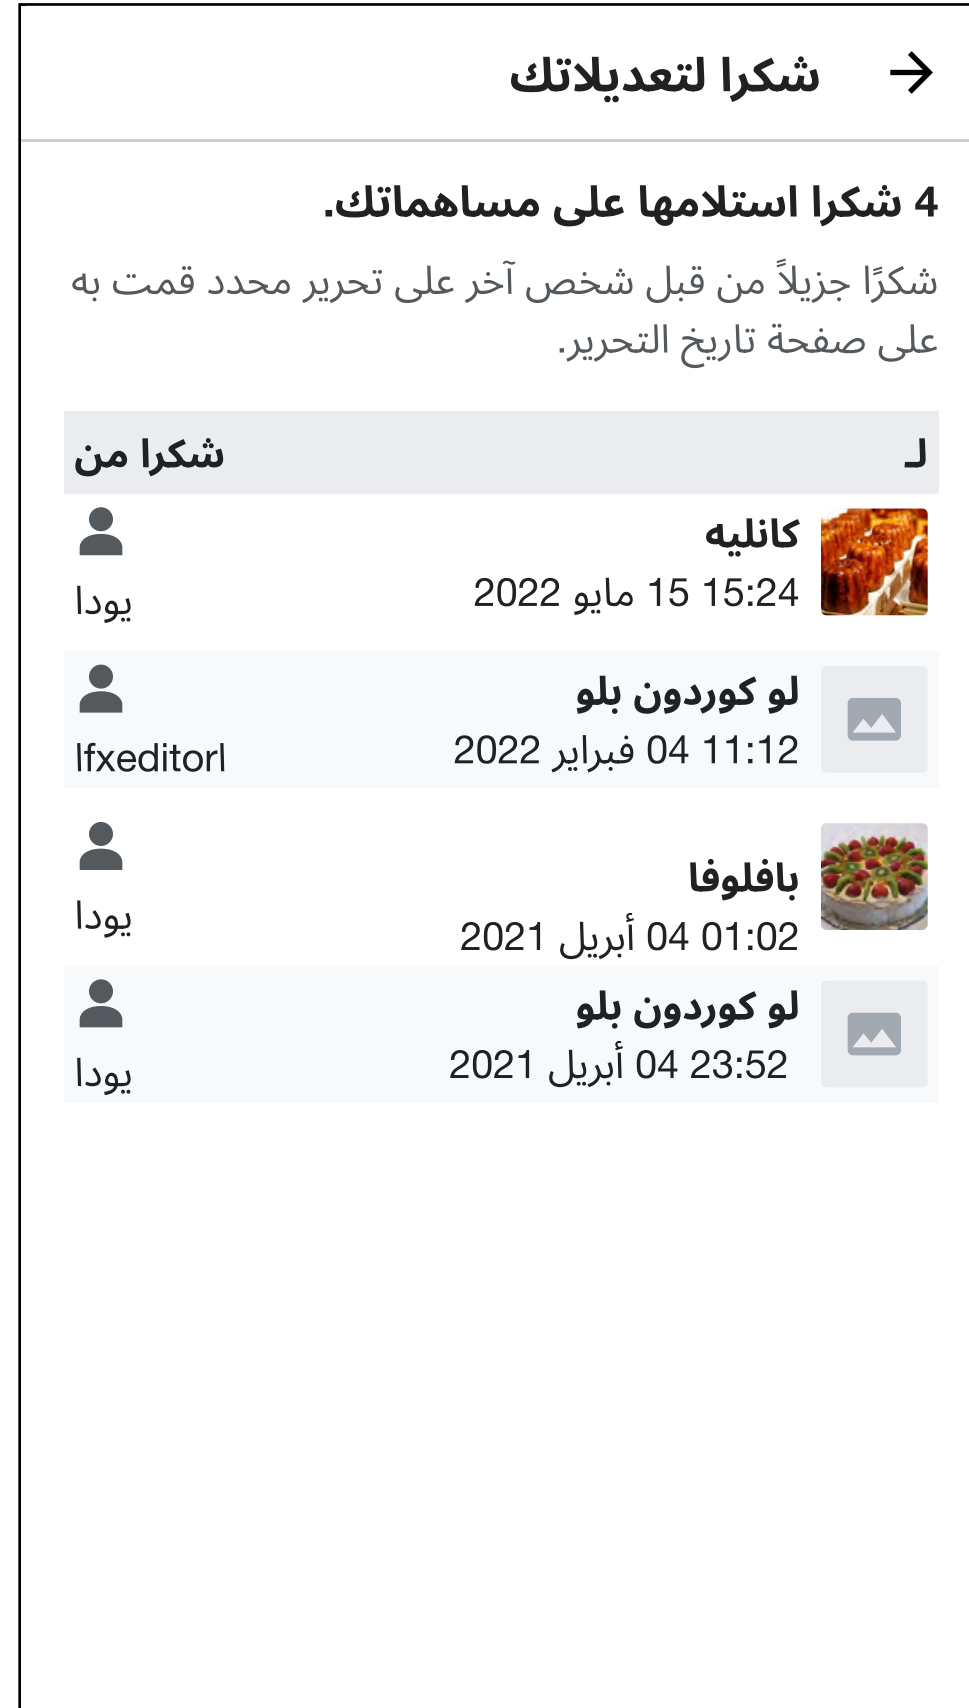 شكرا لتعديلاتك
4 شكرا استلامها على مساهماتك.
شكرًا جزيلاً من قبل شخص آخر على تحرير محدد قمت به
على صفحة تاريخ التحرير.
لـ شكرا من
كانليه
15:24 15 مايو 2022
يودا
لو كوردون بلو
11:12 04 فبراير 2022
lfxeditorl
بافلوفا
01:02 04 أبريل 2021
يودا
لو كوردون بلو
23:52 04 أبريل 2021
يودا